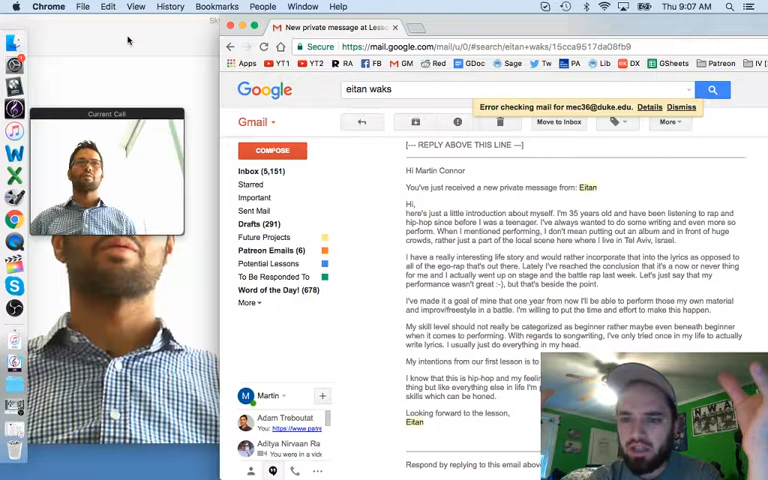 Chrome File Edit View History Bookmarks People Window Help Thu 9:07 AM
New private message at Less
Secure https://mail.google.com/mail/u/0/#search/eitan+waks/15cca9517da08fb9
Apps YT1 YT2 RA FB GM GDoc Sage Tw PA Lib DX GSheets Patreon IV
Current Call
Google eitan waks
Error checking mail for mec36@duke.edu. Details Dismiss
Gmail Move to Inbox More
COMPOSE
[--- REPLY ABOVE THIS LINE ---]
Inbox (5,151)
Starred
Important
Sent Mail
Drafts (291)
Future Projects
Patreon Emails (6)
Potential Lessons
To Be Responded To
Word of the Day! (678)
More
Hi Martin Connor
You've just received a new private message from: Eitan
Hi,
here's just a little introduction about myself. I'm 35 years old and have been listening to rap and
hip-hop since before I was a teenager. I've always wanted to do some writing and even more so
perform. When I mentioned performing, I don't mean putting out an album and in front of huge
crowds, rather just a part of the local scene here where I live in Tel Aviv, Israel.
I have a really interesting life story and would rather incorporate that into the lyrics as opposed to
all of the ego-rap that's out there. Lately I've reached the conclusion that it's a now or never thing
for me and I actually went up on stage and the battle rap last week. Let's just say that my
performance wasn't great :-), but that's beside the point.
I've made it a goal of mine that one year from now I'll be able to perform those my own material
and improv/freestyle in a battle. I'm willing to put the time and effort to make this happen.
My skill level should not really be categorized as beginner rather maybe even beneath beginner
when it comes to performing. With regards to songwriting, I've only tried once in my life to actually
write lyrics. I usually just do everything in my head.
My intentions from our first lesson is to
I know that this is hip-hop and my feelin
thing but like everything else in life I'm
skills which can be honed.
Looking forward to the lesson,
Eitan
Respond by replying to this email above
Martin
Adam Treboutat
You: https://www.patre
Aditya Nirvaan Ra
You were in a vide